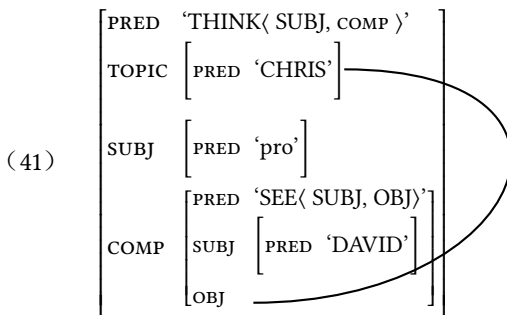 PRED ‘THINK⟨ SUBJ, COMP ⟩’
TOPIC [PRED ‘CHRIS’]
(41) SUBJ [PRED ‘pro’]
PRED ‘SEE⟨ SUBJ, OBJ⟩’
COMP SUBJ [PRED ‘DAVID’]
OBJ